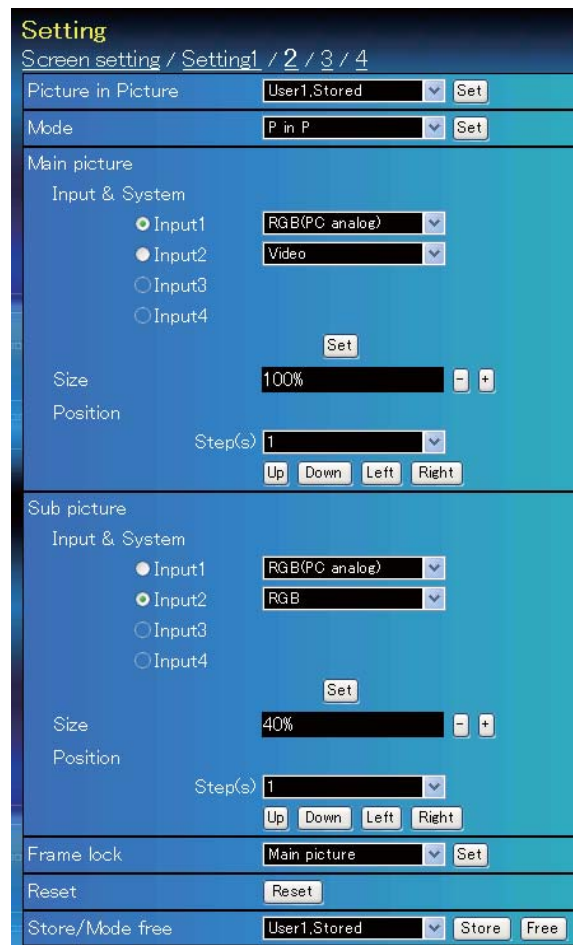 Setting
Screen setting / Setting1 / 2 / 3 / 4
Picture in Picture User1,Stored Set
Mode P in P Set
Main picture
Input & System
Input1 RGB(PC analog)
Input2 Video
Input3
Input4
Set
Size 100% - +
Position
Step(s) 1
Up Down Left Right
Sub picture
Input & System
Input1 RGB(PC analog)
Input2 RGB
Input3
Input4
Set
Size 40% - +
Position
Step(s) 1
Up Down Left Right
Frame lock Main picture Set
Reset Reset
Store/Mode free User1,Stored Store Free